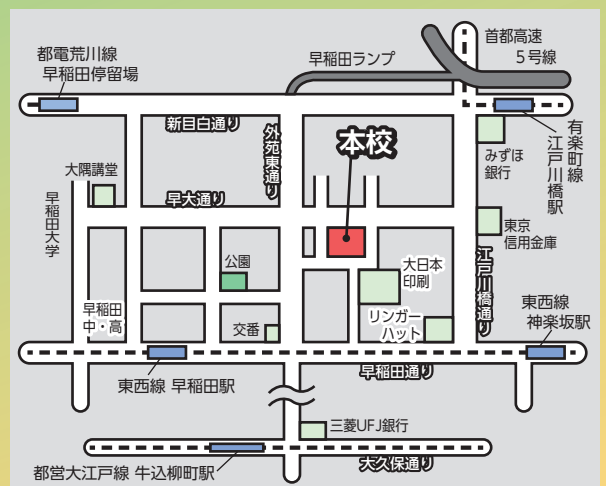 都電荒川線
早稲田停留場
早稲田ランプ
首都高速
5号線
新目白通り
外苑東通り
本校
みずほ
銀行
有楽町線
江戸川橋駅
大隈講堂
早大通り
早稲田大学
東京
信用金庫
公園
大日本
印刷
江戸川橋通り
早稲田
中・高
交番
リンガー
ハット
東西線
神楽坂駅
東西線 早稲田駅
早稲田通り
三菱UFJ銀行
都営大江戸線 牛込柳町駅
大久保通り